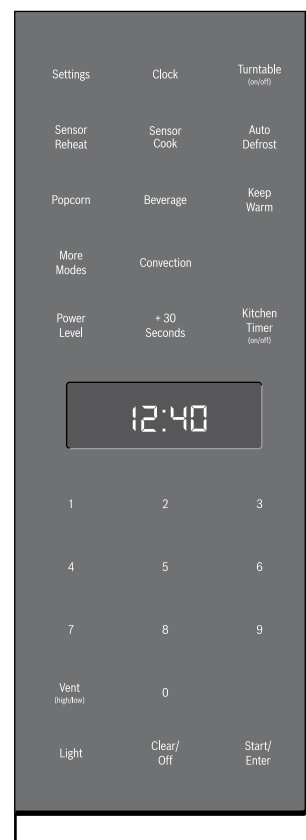 Settings
Clock
Turntable
(on/off)
Sensor
Reheat
Sensor
Cook
Auto
Defrost
Popcorn
Beverage
Keep
Warm
More
Modes
Convection
Power
Level
+ 30
Seconds
Kitchen
Timer
(on/off)
12:40
1
2
3
4
5
6
7
8
9
Vent
(high/low)
0
Light
Clear/
Off
Start/
Enter